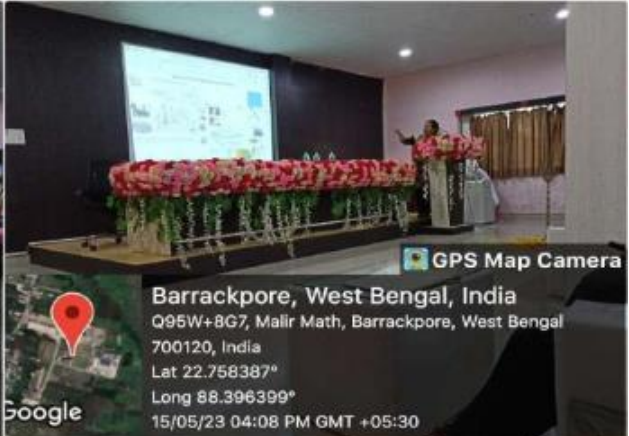 GPS Map Camera
Barrackpore, West Bengal, India
Q95W+8G7, Malir Math, Barrackpore, West Bengal
700120, India
Lat 22.758387°
Long 88.396399°
15/05/23 04:08 PM GMT +05:30
Google